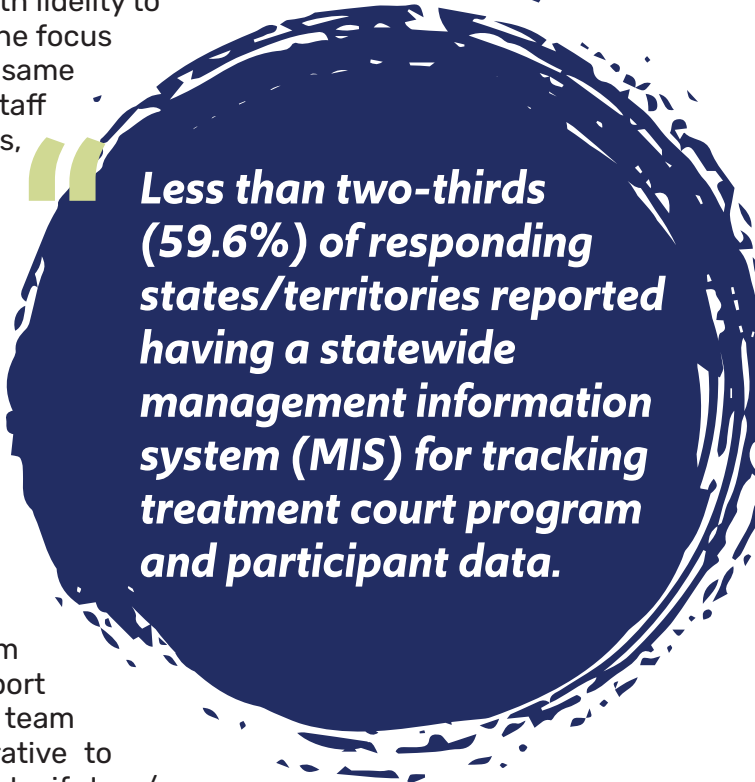 th fidelity to
he focus
same
taff
s,
“
Less than two-thirds
(59.6%) of responding
states/territories reported
having a statewide
management information
system (MIS) for tracking
treatment court program
and participant data.
m
port
team
rative to